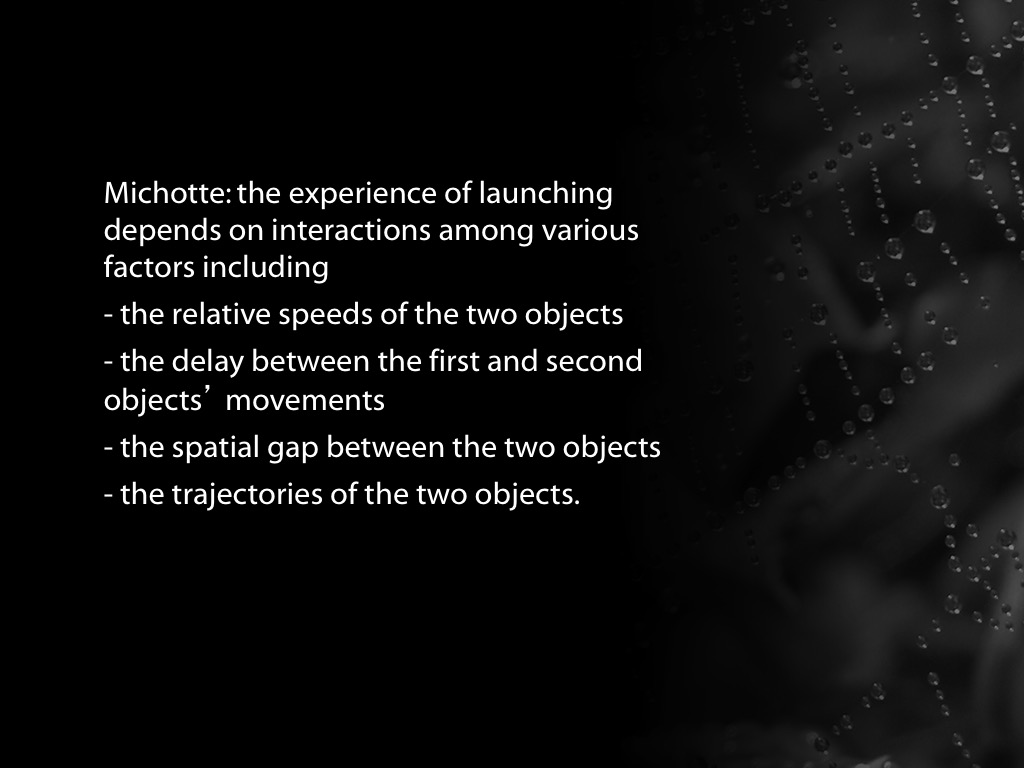 Michotte: the experience of launching
depends on interactions among various
factors including
- the relative speeds of the two objects
- the delay between the first and second
objects’ movements
- the spatial gap between the two objects
- the trajectories of the two objects.